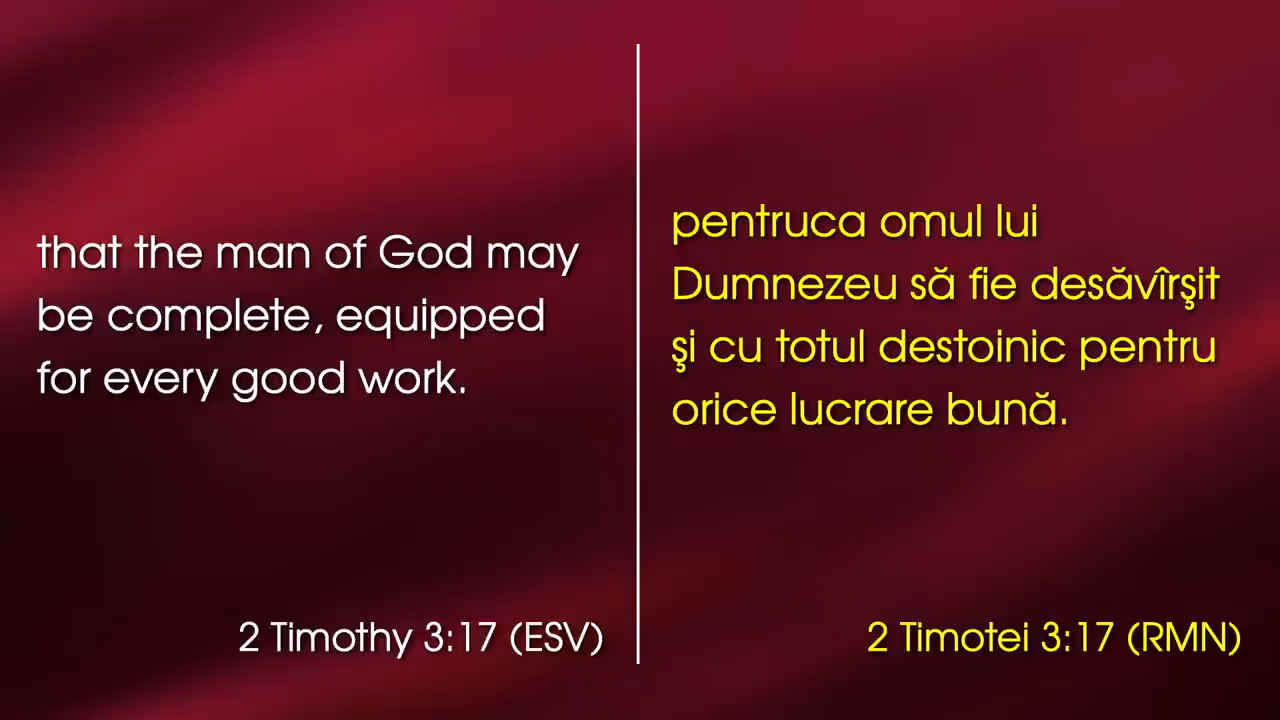 that the man of God may
be complete, equipped
for every good work.
2 Timothy 3:17 (ESV)
pentruca omul lui
Dumnezeu să fie desăvîrşit
şi cu totul destoinic pentru
orice lucrare bună.
2 Timotei 3:17 (RMN)